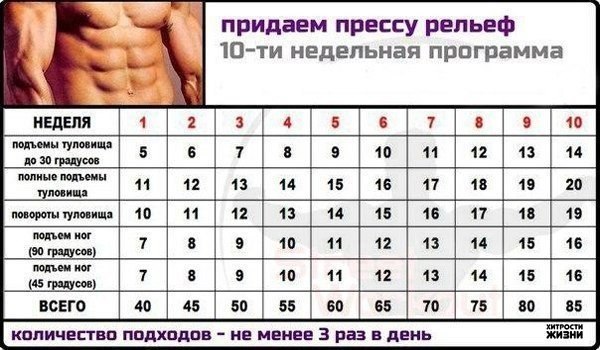 придаем прессу рельеф
10-ти недельная программа
НЕДЕЛЯ 1 2 3 4 5 6 7 8 9 10
подъемы туловища
до 30 градусов 5 6 7 8 9 10 11 12 13 14
полные подъемы
туловища 11 12 13 14 15 16 17 18 19 20
повороты туловища 10 11 12 13 14 15 16 17 18 19
подъем ног
(90 градусов) 7 8 9 10 11 12 13 14 15 16
подъем ног
(45 градусов) 7 8 9 10 11 12 13 14 15 16
ВСЕГО 40 45 50 55 60 65 70 75 80 85
количество подходов - не менее 3 раз в день
ХИТРОСТИ
ЖИЗНИ